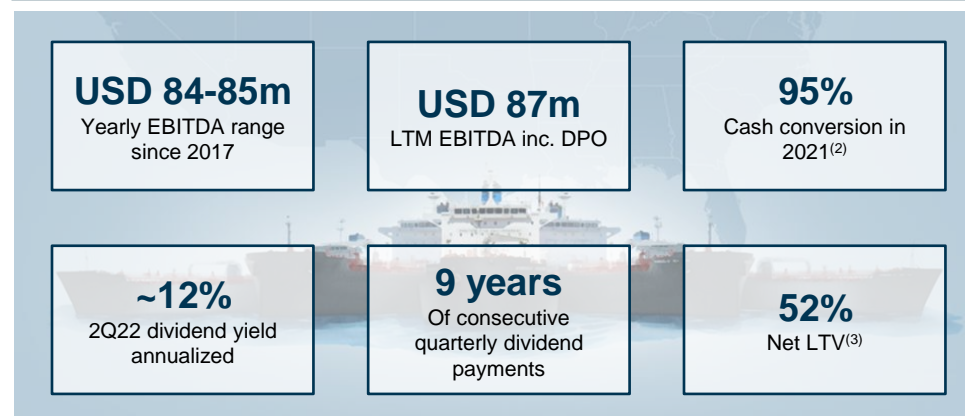 USD 84-85m
Yearly EBITDA range
since 2017
USD 87m
LTM EBITDA inc. DPO
95%
Cash conversion in
2021(2)
~12%
2Q22 dividend yield
annualized
9 years
Of consecutive
quarterly dividend
payments
52%
Net LTV(3)